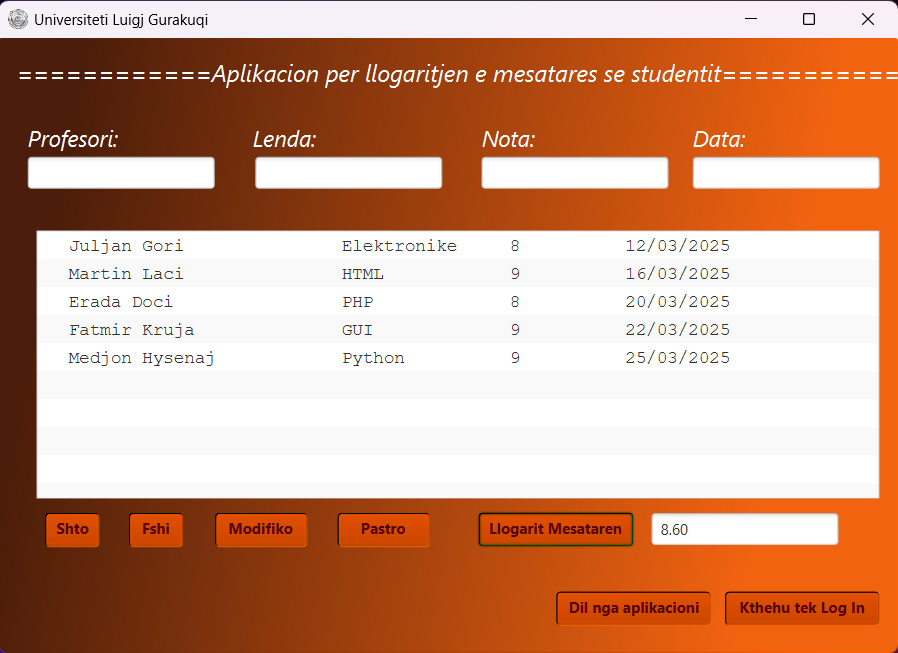 Universiteti Luigj Gurakuqi
============Aplikacion per llogaritjen e mesatares se studentit===========
Profesori: Lenda: Nota: Data:
Juljan Gori Elektronike 8 12/03/2025
Martin Laci HTML 9 16/03/2025
Erada Doci PHP 8 20/03/2025
Fatmir Kruja GUI 9 22/03/2025
Medjon Hysenaj Python 9 25/03/2025
Shto Fshi Modifiko Pastro Llogarit Mesataren 8.60
Dil nga aplikacioni Kthehu tek Log In